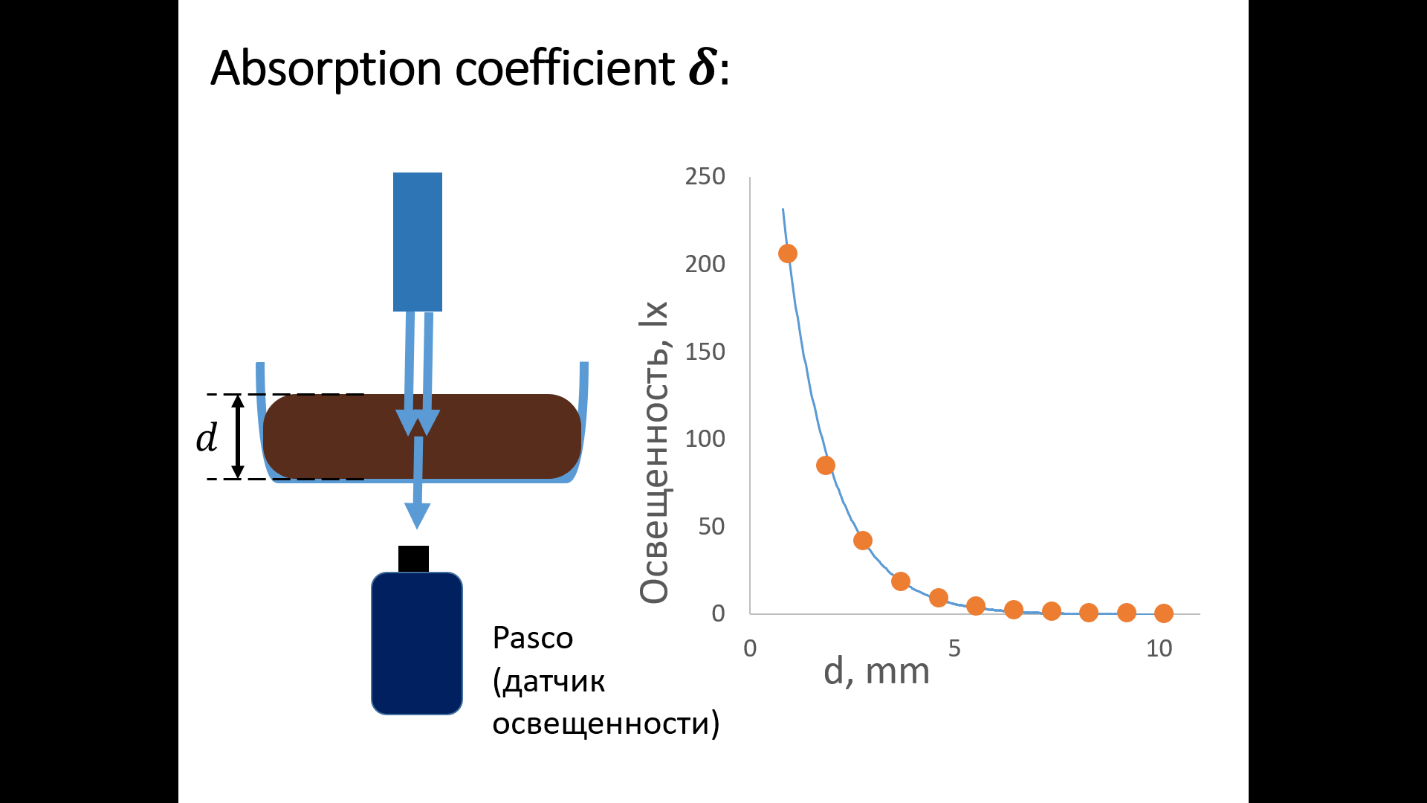 Absorption coefficient δ:
d
Pasco
(датчик
освещенности)
Освещенность, lx
250
200
150
100
50
0
0
5
10
d, mm